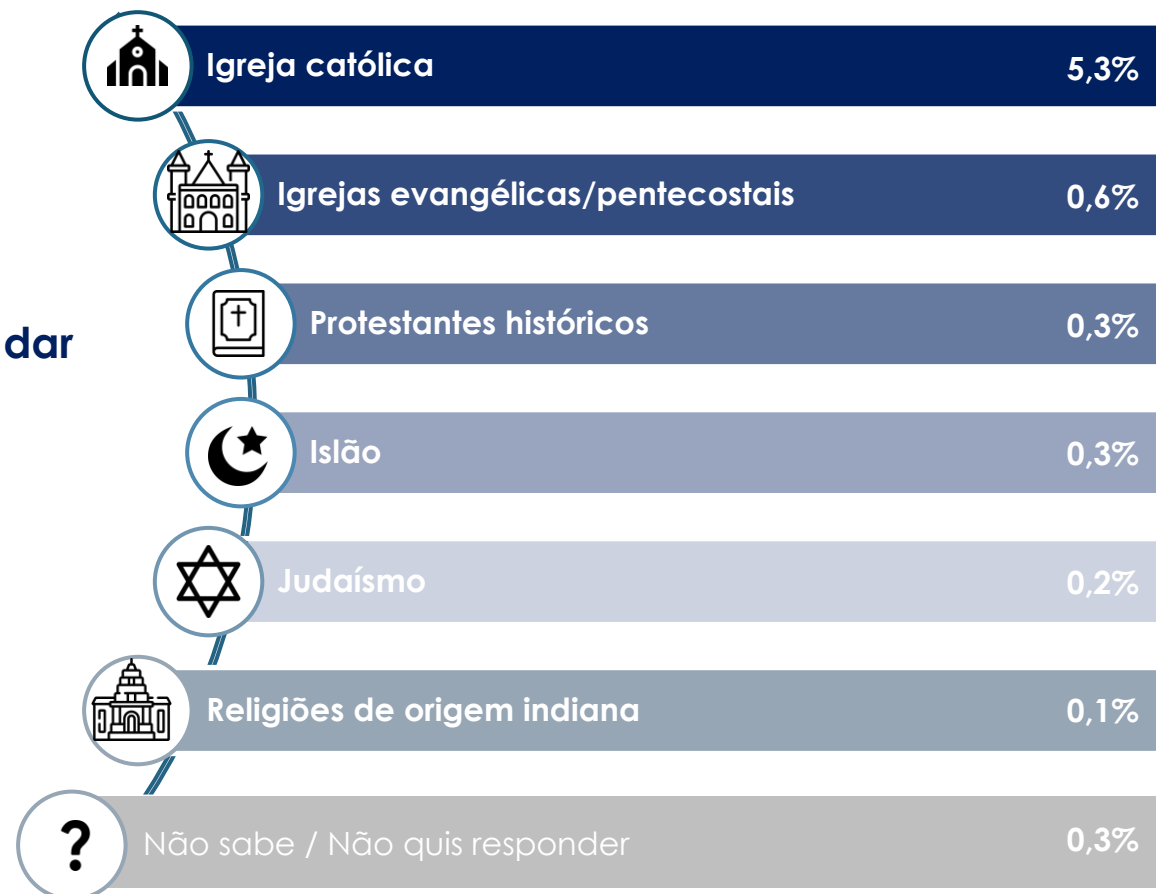 Igreja católica 5,3%
Igrejas evangélicas/pentecostais 0,6%
Protestantes históricos 0,3%
dar
Islão 0,3%
Judaísmo 0,2%
Religiões de origem indiana 0,1%
? Não sabe / Não quis responder 0,3%